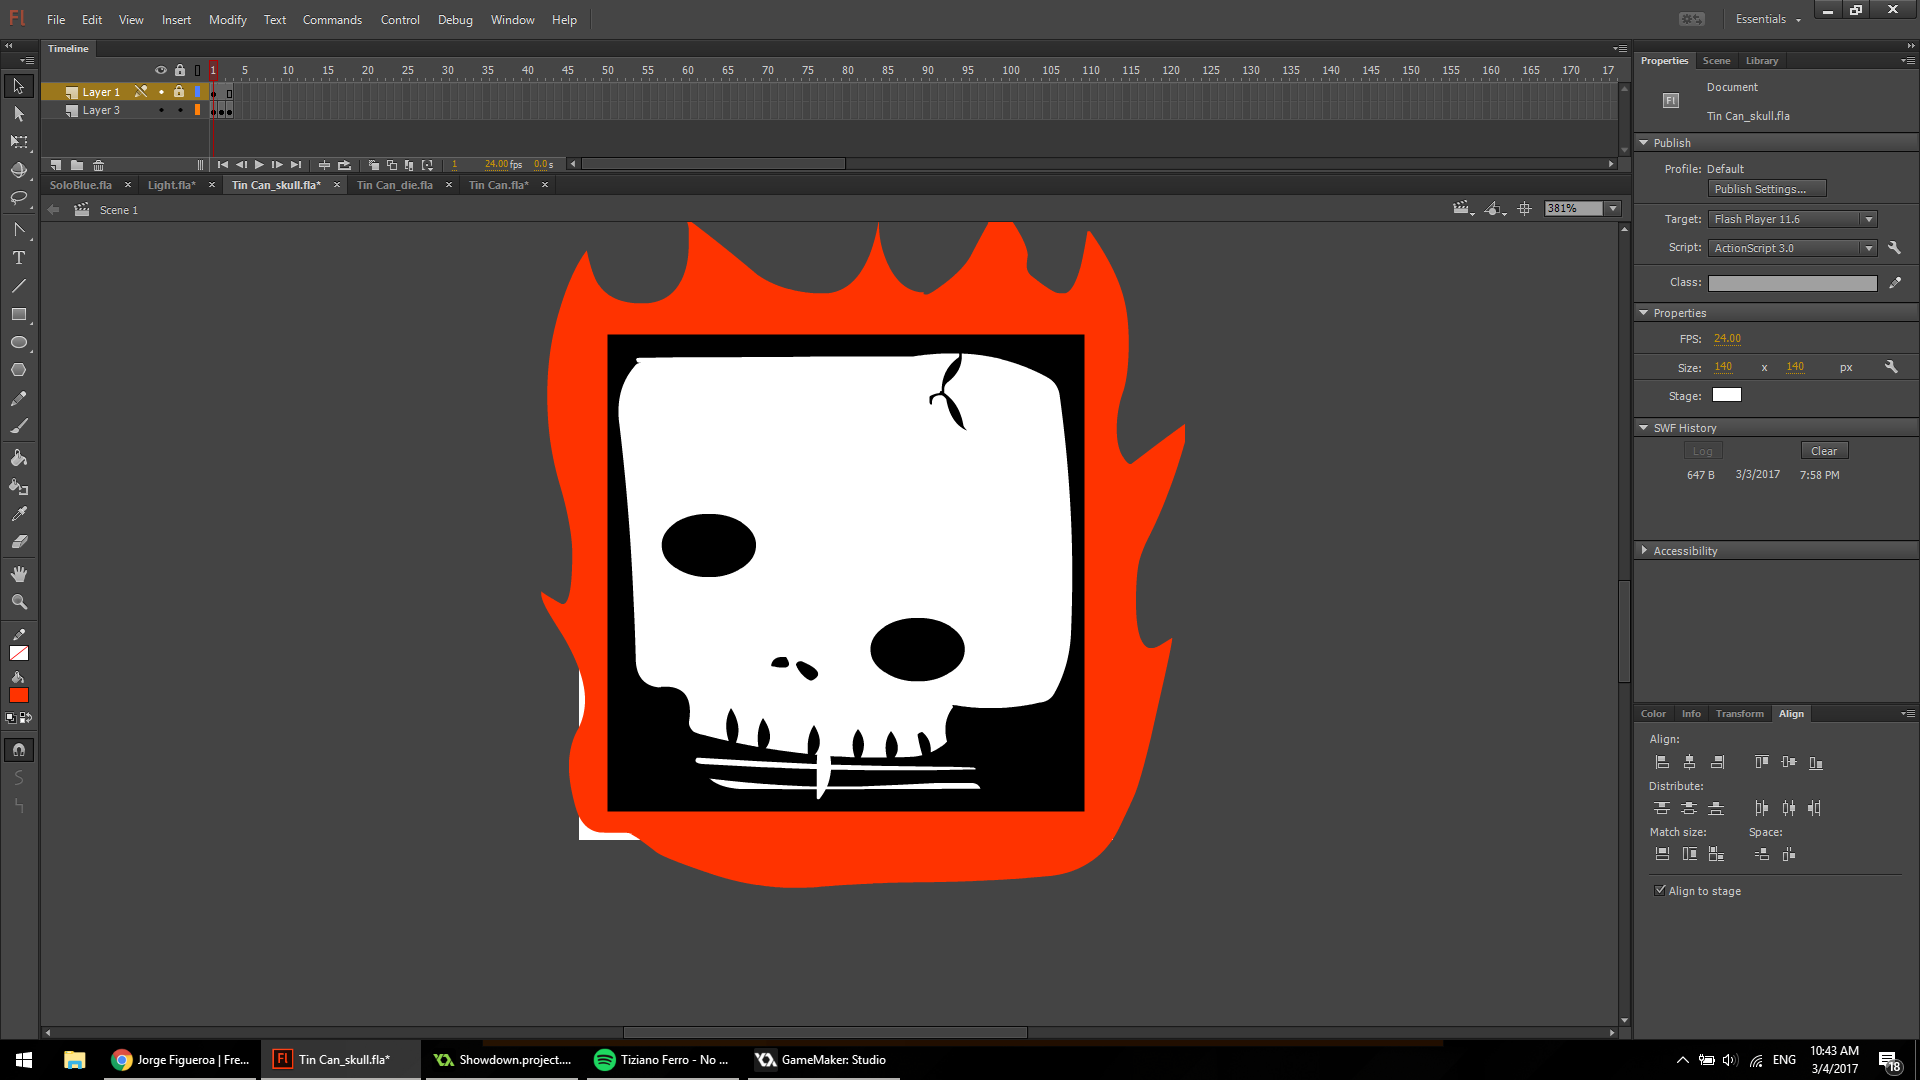 Fl File Edit View Insert Modify Text Commands Control Debug Window Help Essentials
Timeline
1 5 10 15 20 25 30 35 40 45 50 55 60 65 70 75 80 85 90 95 100 105 110 115 120 125 130 135 140 145 150 155 160 165 170 17
Layer 1
Layer 3
1 24.00 fps 0.0 s
SoloBlue.fla Light.fla* Tin Can_skull.fla* Tin Can_die.fla Tin Can.fla*
Scene 1
381%
Properties Scene Library
Document
Fl
Tin Can_skull.fla
Publish
Profile: Default
Publish Settings...
Target: Flash Player 11.6
Script: ActionScript 3.0
Class:
Properties
FPS: 24.00
Size: 140 x 140 px
Stage:
SWF History
Log Clear
647 B 3/3/2017 7:58 PM
Accessibility
Color Info Transform Align
Align:
Distribute:
Match size: Space:
Align to stage
T
Jorge Figueroa | Fre...
Fl Tin Can_skull.fla*
Showdown.project....
Tiziano Ferro - No ...
GameMaker: Studio
ENG
10:43 AM
3/4/2017
18